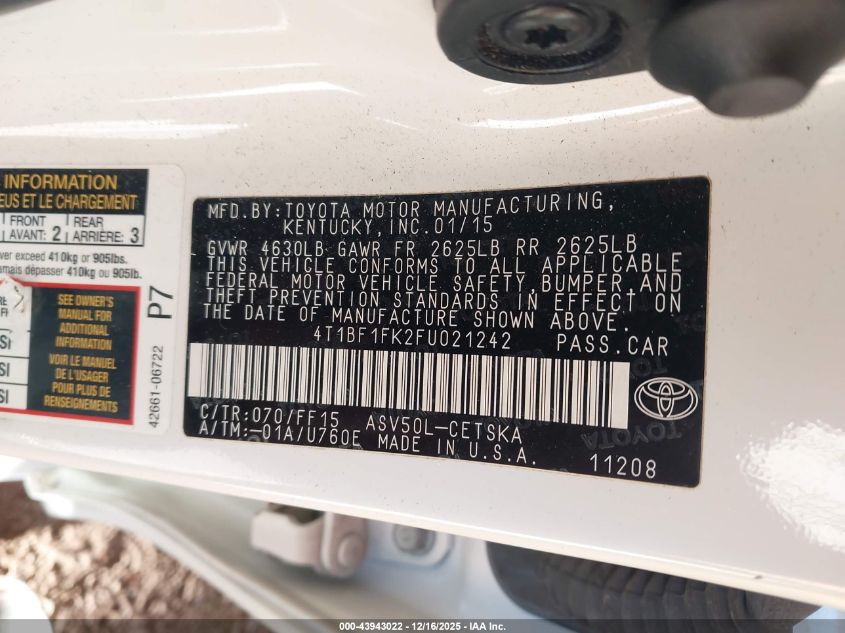 INFORMATION
EUS ET LE CHARGEMENT
FRONT
AVANT: 2
REAR
ARRIÈRE: 3
ver exceed 410kg or 905lbs.
amais dépasser 410kg ou 905lb.
SEE OWNER'S
MANUAL FOR
ADDITIONAL
INFORMATION
VOIR LE MANUEL
DE L'USAGER
POUR PLUS DE
RENSEIGNEMENTS
SI
SI
42661-06722
P7
MFD.BY:TOYOTA MOTOR MANUFACTURING,
KENTUCKY,INC.01/15
GVWR 4630LB GAWR FR 2625LB RR 2625LB
THIS VEHICLE CONFORMS TO ALL APPLICABLE
FEDERAL MOTOR VEHICLE SAFETY,BUMPER,AND
THEFT PREVENTION STANDARDS IN EFFECT ON
THE DATE OF MANUFACTURE SHOWN ABOVE.
4T1BF1FK2FU021242 PASS.CAR
C/TR:070/FF15 ASV50L-CETSKA
A/TM:-01A/U760E MADE IN U.S.A.
11208
TOYOTA
000-43943022 - 12/16/2025 - IAA Inc.